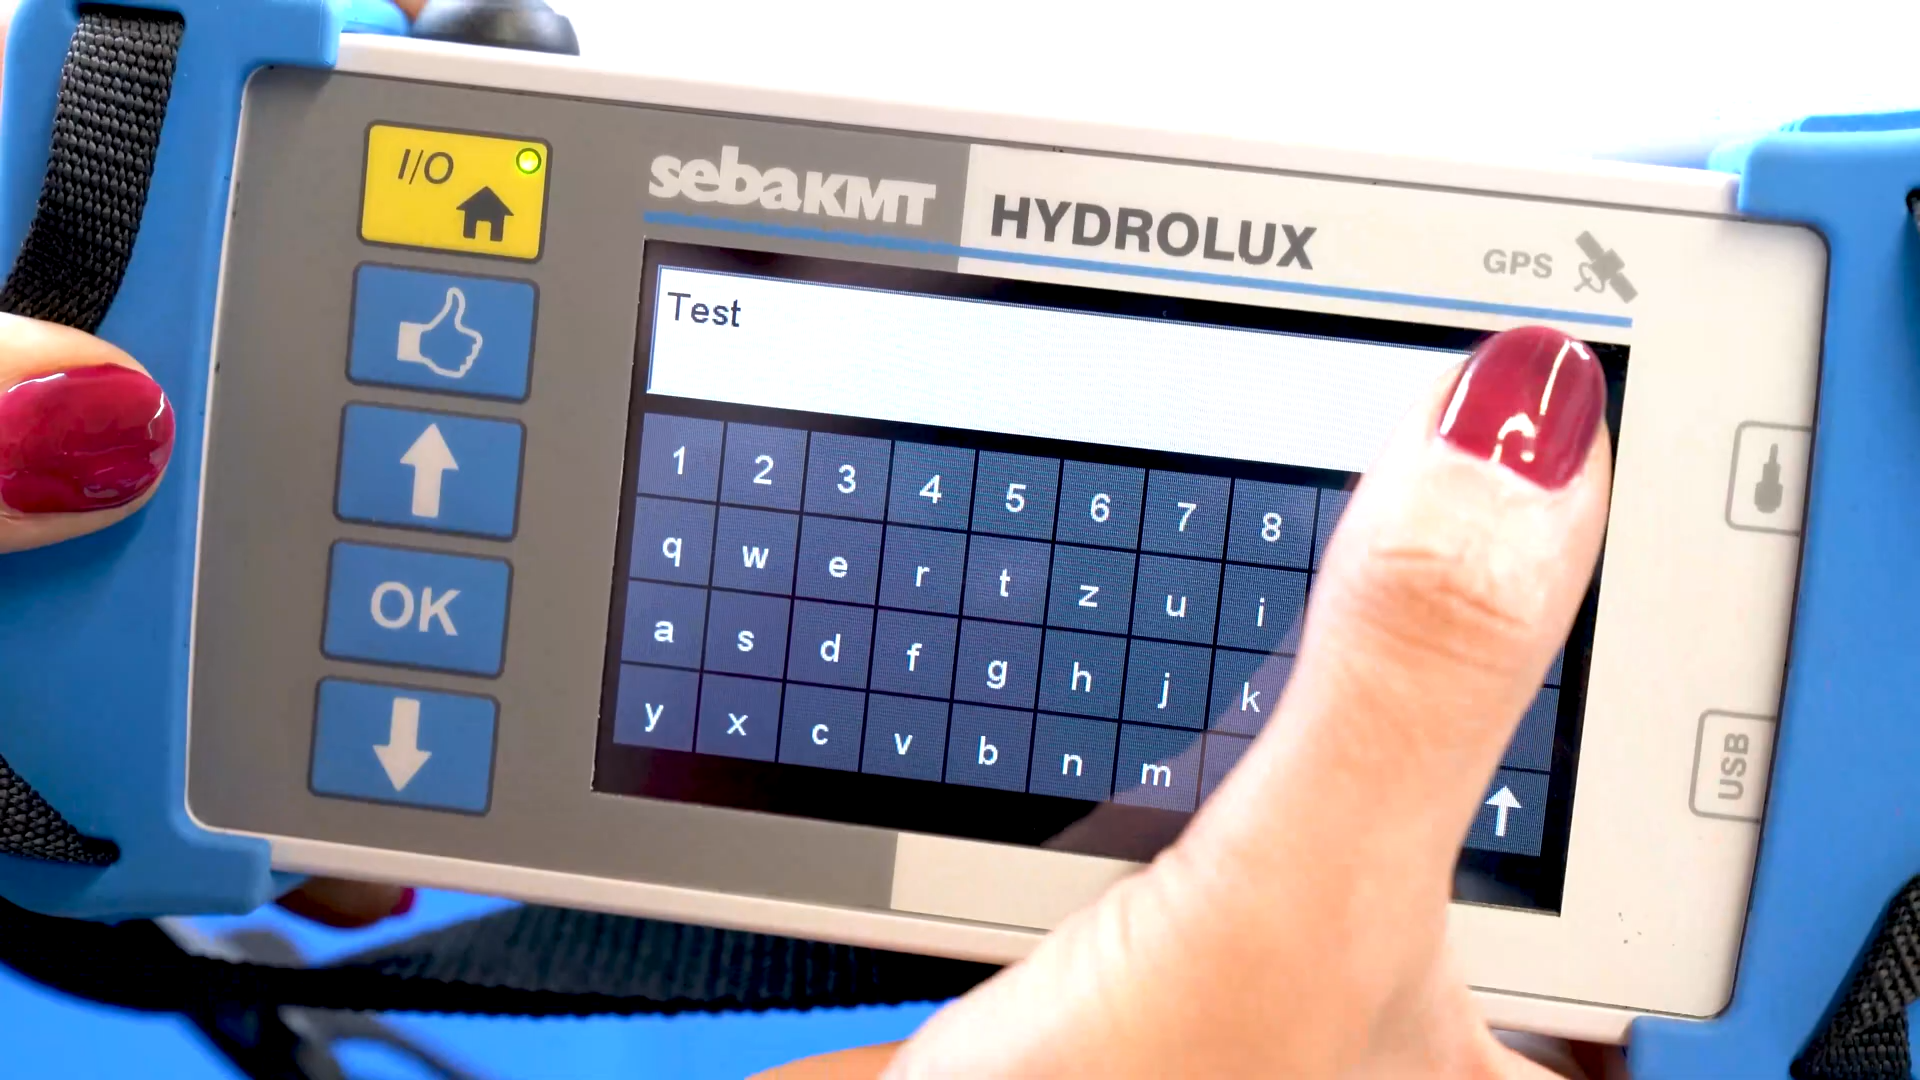 I/O
sebaKMT
HYDROLUX
GPS
Test
1 2 3 4 5 6 7 8
q w e r t z u i
a s d f g h j k
y x c v b n m
OK
USB